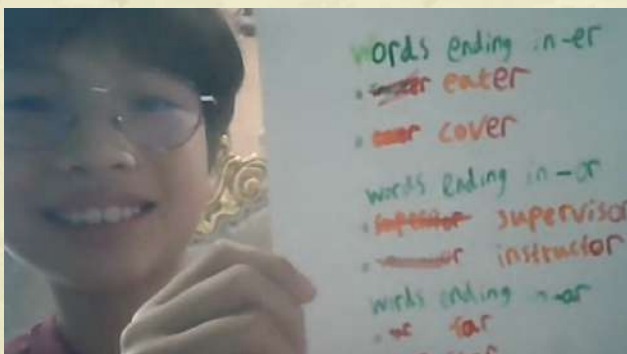 words ending in -er
• eater
• cover
words ending in -or
• supervisor
• instructor
words ending in -ar
• far